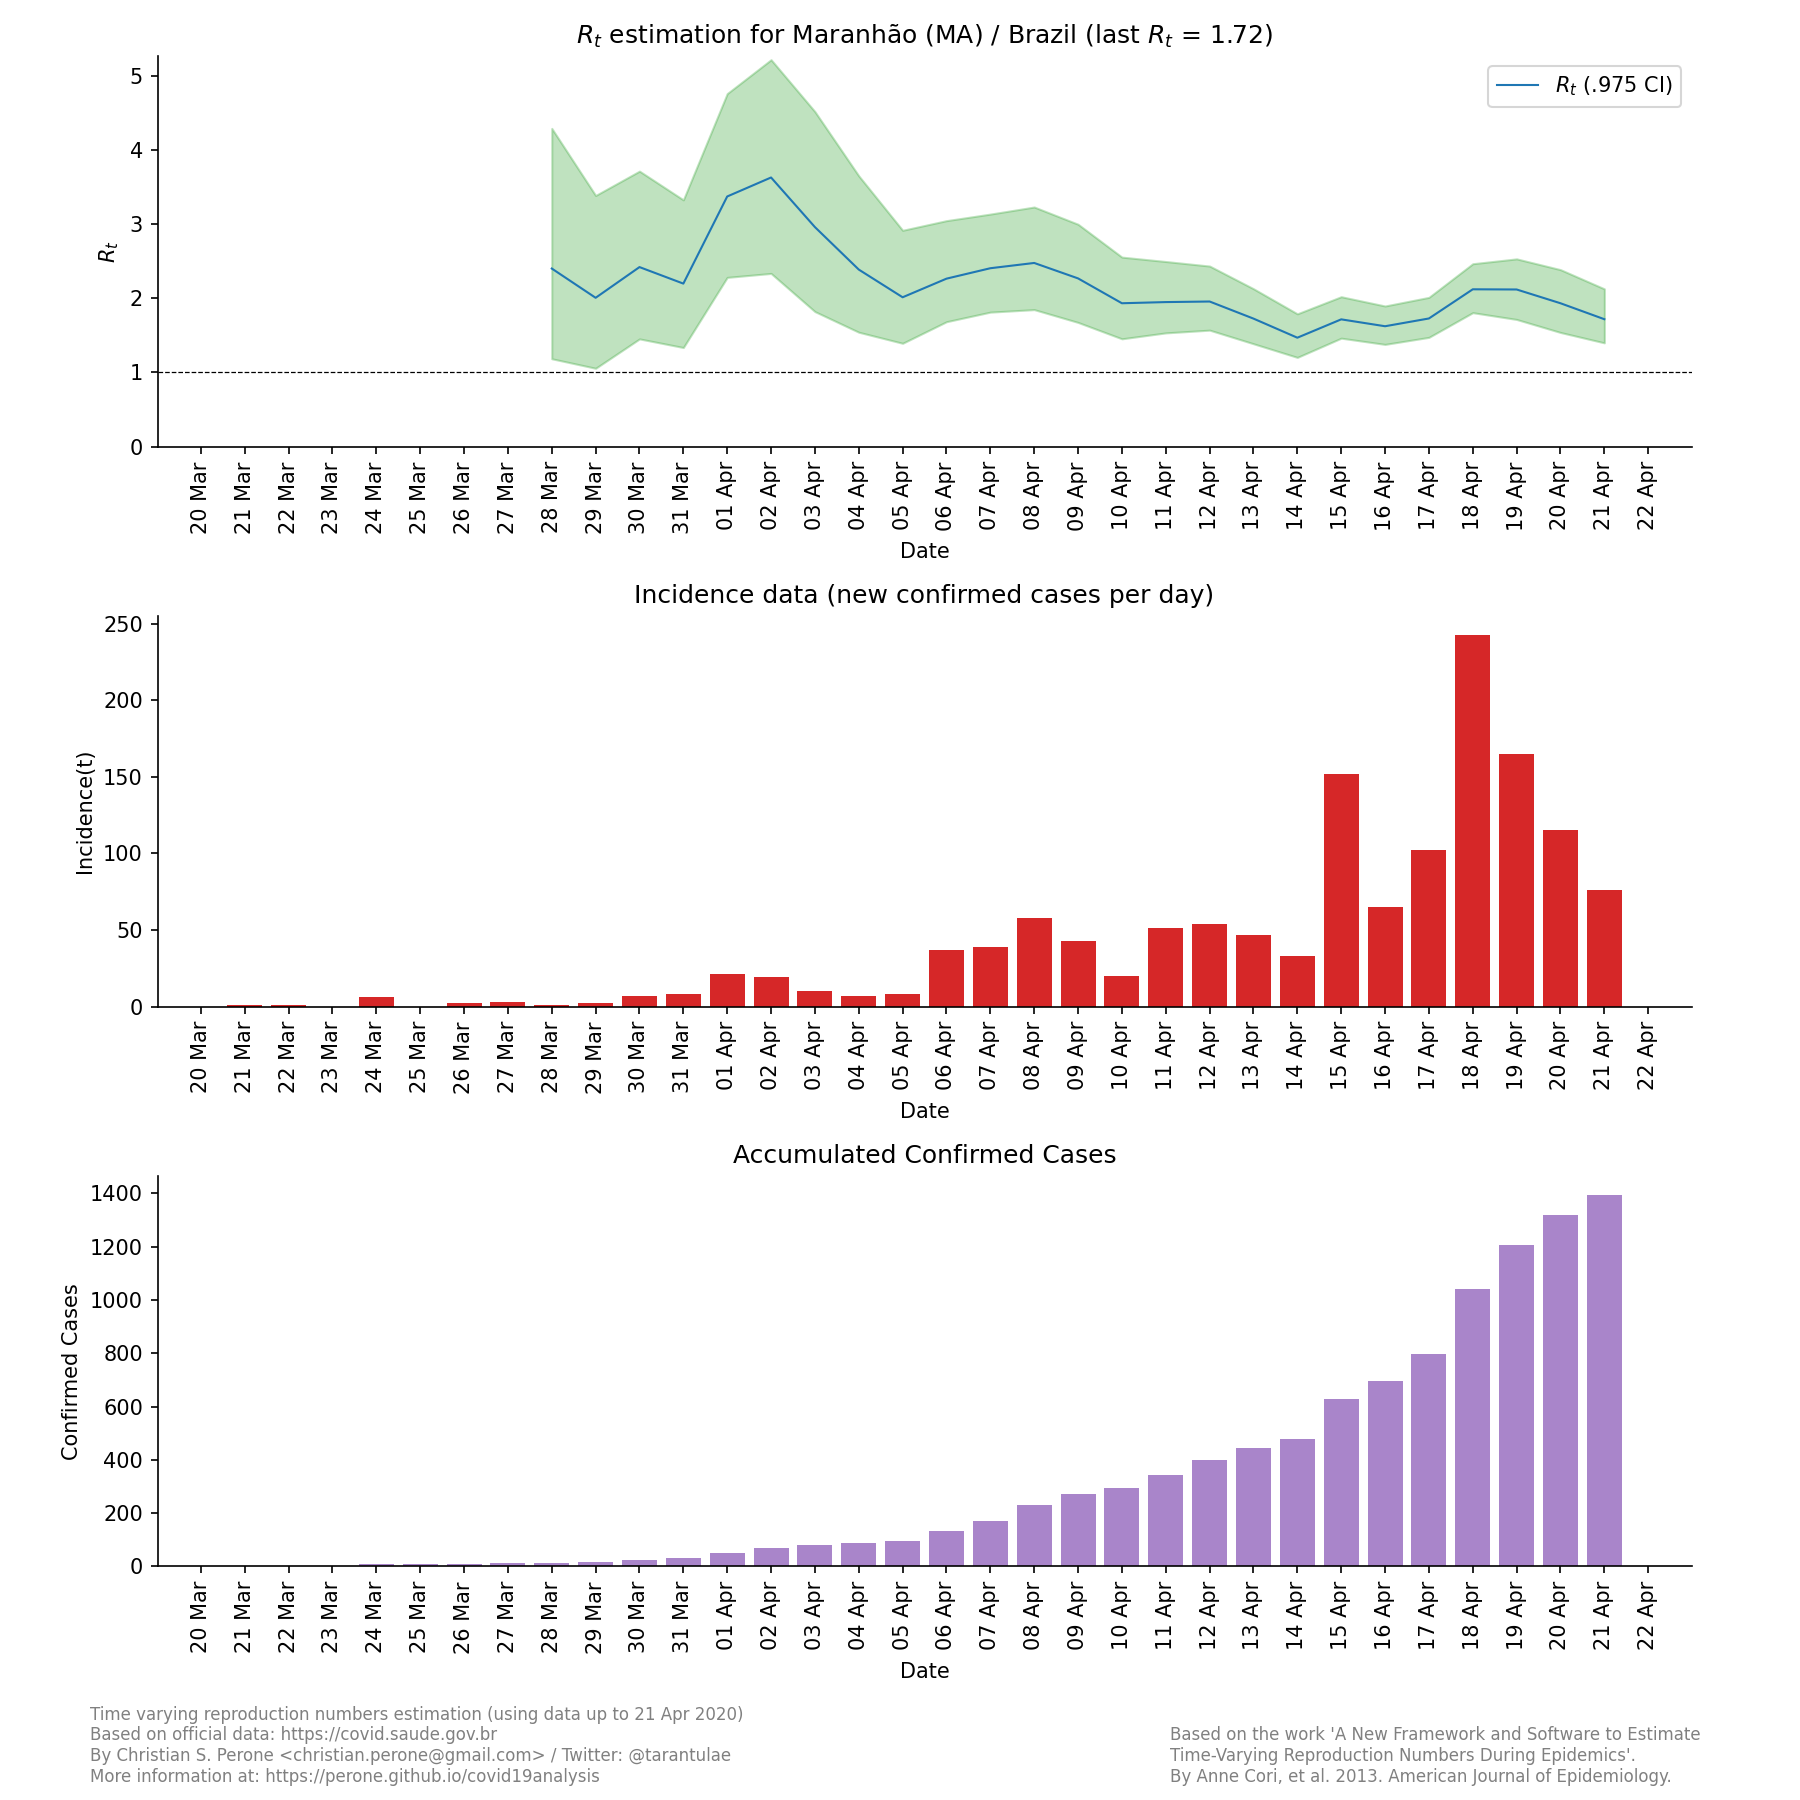 Rt estimation for Maranhão (MA) / Brazil (last Rt = 1.72)
Rt (.975 CI)
Rt
5
4
3
2
1
0
20 Mar 21 Mar 22 Mar 23 Mar 24 Mar 25 Mar 26 Mar 27 Mar 28 Mar 29 Mar 30 Mar 31 Mar 01 Apr 02 Apr 03 Apr 04 Apr 05 Apr 06 Apr 07 Apr 08 Apr 09 Apr 10 Apr 11 Apr 12 Apr 13 Apr 14 Apr 15 Apr 16 Apr 17 Apr 18 Apr 19 Apr 20 Apr 21 Apr 22 Apr
Date
Incidence data (new confirmed cases per day)
Incidence(t)
250
200
150
100
50
0
20 Mar 21 Mar 22 Mar 23 Mar 24 Mar 25 Mar 26 Mar 27 Mar 28 Mar 29 Mar 30 Mar 31 Mar 01 Apr 02 Apr 03 Apr 04 Apr 05 Apr 06 Apr 07 Apr 08 Apr 09 Apr 10 Apr 11 Apr 12 Apr 13 Apr 14 Apr 15 Apr 16 Apr 17 Apr 18 Apr 19 Apr 20 Apr 21 Apr 22 Apr
Date
Accumulated Confirmed Cases
Confirmed Cases
1400
1200
1000
800
600
400
200
0
20 Mar 21 Mar 22 Mar 23 Mar 24 Mar 25 Mar 26 Mar 27 Mar 28 Mar 29 Mar 30 Mar 31 Mar 01 Apr 02 Apr 03 Apr 04 Apr 05 Apr 06 Apr 07 Apr 08 Apr 09 Apr 10 Apr 11 Apr 12 Apr 13 Apr 14 Apr 15 Apr 16 Apr 17 Apr 18 Apr 19 Apr 20 Apr 21 Apr 22 Apr
Date
Time varying reproduction numbers estimation (using data up to 21 Apr 2020)
Based on official data: https://covid.saude.gov.br
By Christian S. Perone <christian.perone@gmail.com> / Twitter: @tarantulae
More information at: https://perone.github.io/covid19analysis
Based on the work 'A New Framework and Software to Estimate
Time-Varying Reproduction Numbers During Epidemics'.
By Anne Cori, et al. 2013. American Journal of Epidemiology.